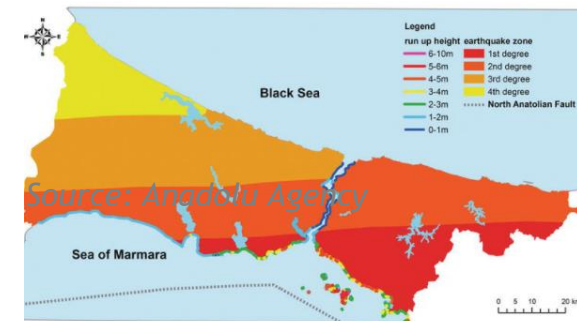 Legend
run up height earthquake zone
6-10m 1st degree
5-6m 2nd degree
4-5m 3rd degree
3-4m 4th degree
2-3m North Anatolian Fault
1-2m
0-1m
Black Sea
Source: Anadolu Agency
Sea of Marmara
0 5 10 20 km